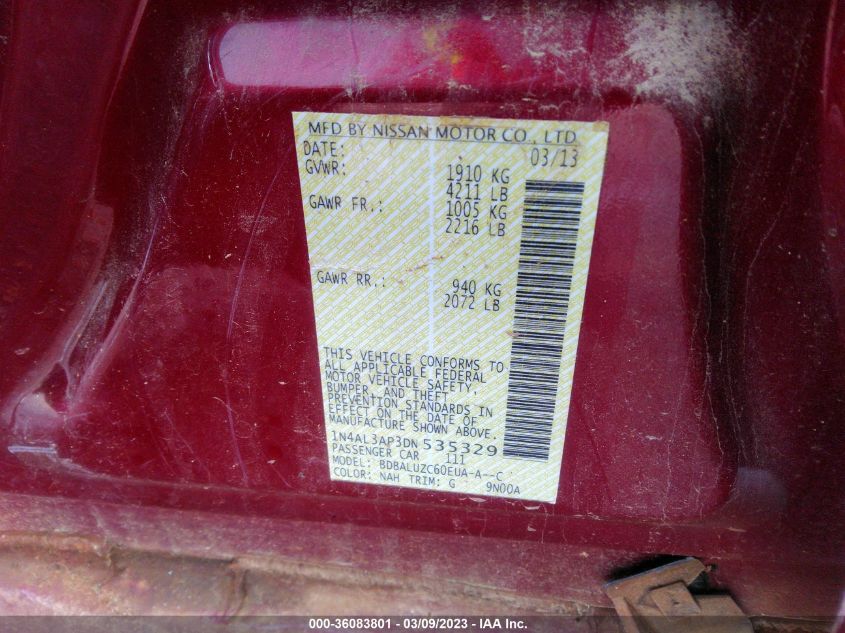 MFD BY NISSAN MOTOR CO., LTD.
DATE: 03/13
GVWR: 1910 KG
4211 LB
GAWR FR.: 1005 KG
2216 LB
GAWR RR.: 940 KG
2072 LB
THIS VEHICLE CONFORMS TO
ALL APPLICABLE FEDERAL
MOTOR VEHICLE SAFETY,
BUMPER, AND THEFT
PREVENTION STANDARDS IN
EFFECT ON THE DATE OF
MANUFACTURE SHOWN ABOVE.
1N4AL3AP3DN 535329
PASSENGER CAR 111
MODEL: BDBALUZC60EUA-A--C
COLOR: NAH TRIM: G 9N00A
000-36083801 - 03/09/2023 - IAA Inc.